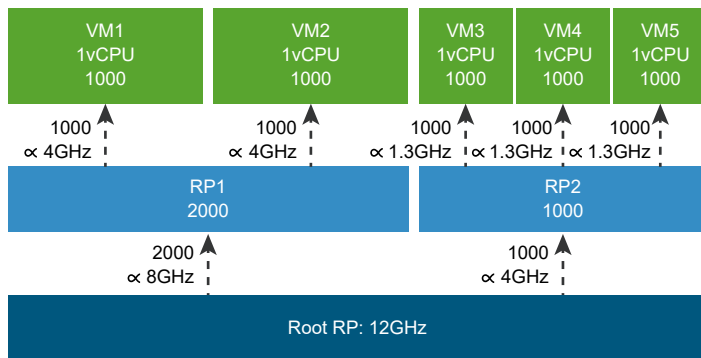 VM1
1vCPU
1000
VM2
1vCPU
1000
VM3
1vCPU
1000
VM4
1vCPU
1000
VM5
1vCPU
1000
1000
∝ 4GHz
1000
∝ 4GHz
1000
∝ 1.3GHz
1000
∝ 1.3GHz
1000
∝ 1.3GHz
RP1
2000
RP2
1000
2000
∝ 8GHz
1000
∝ 4GHz
Root RP: 12GHz